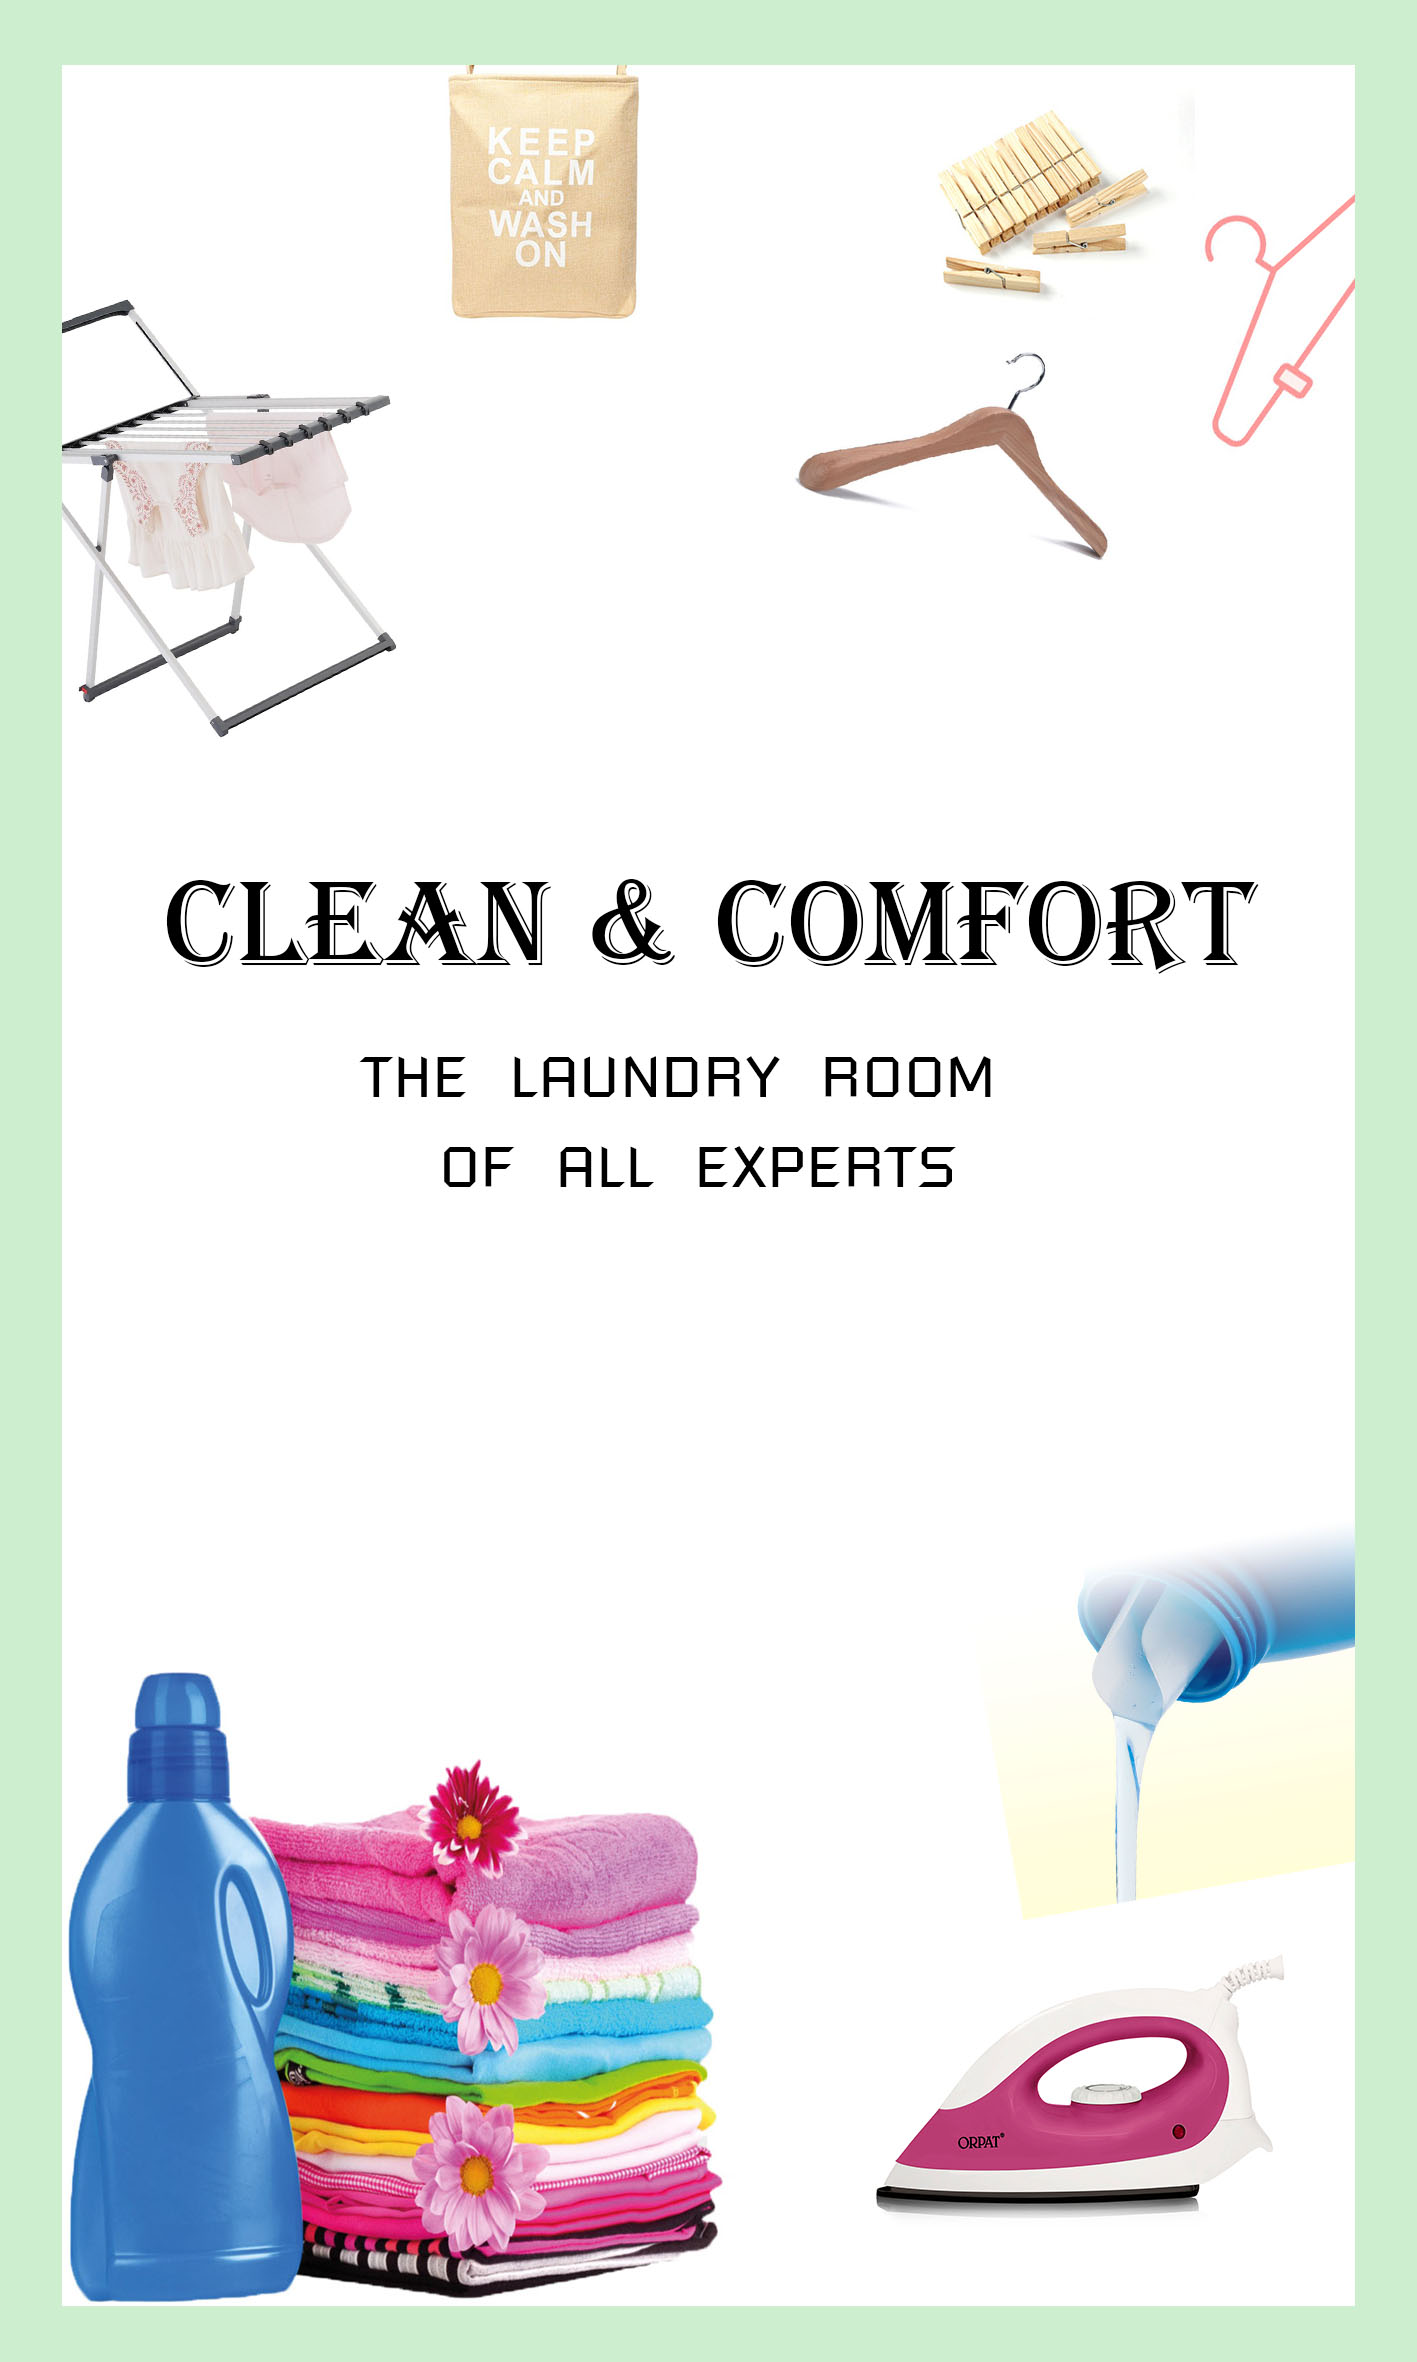 KEEP
CALM
AND
WASH
ON
CLEAN & COMFORT
THE LAUNDRY ROOM
OF ALL EXPERTS
ORPAT®